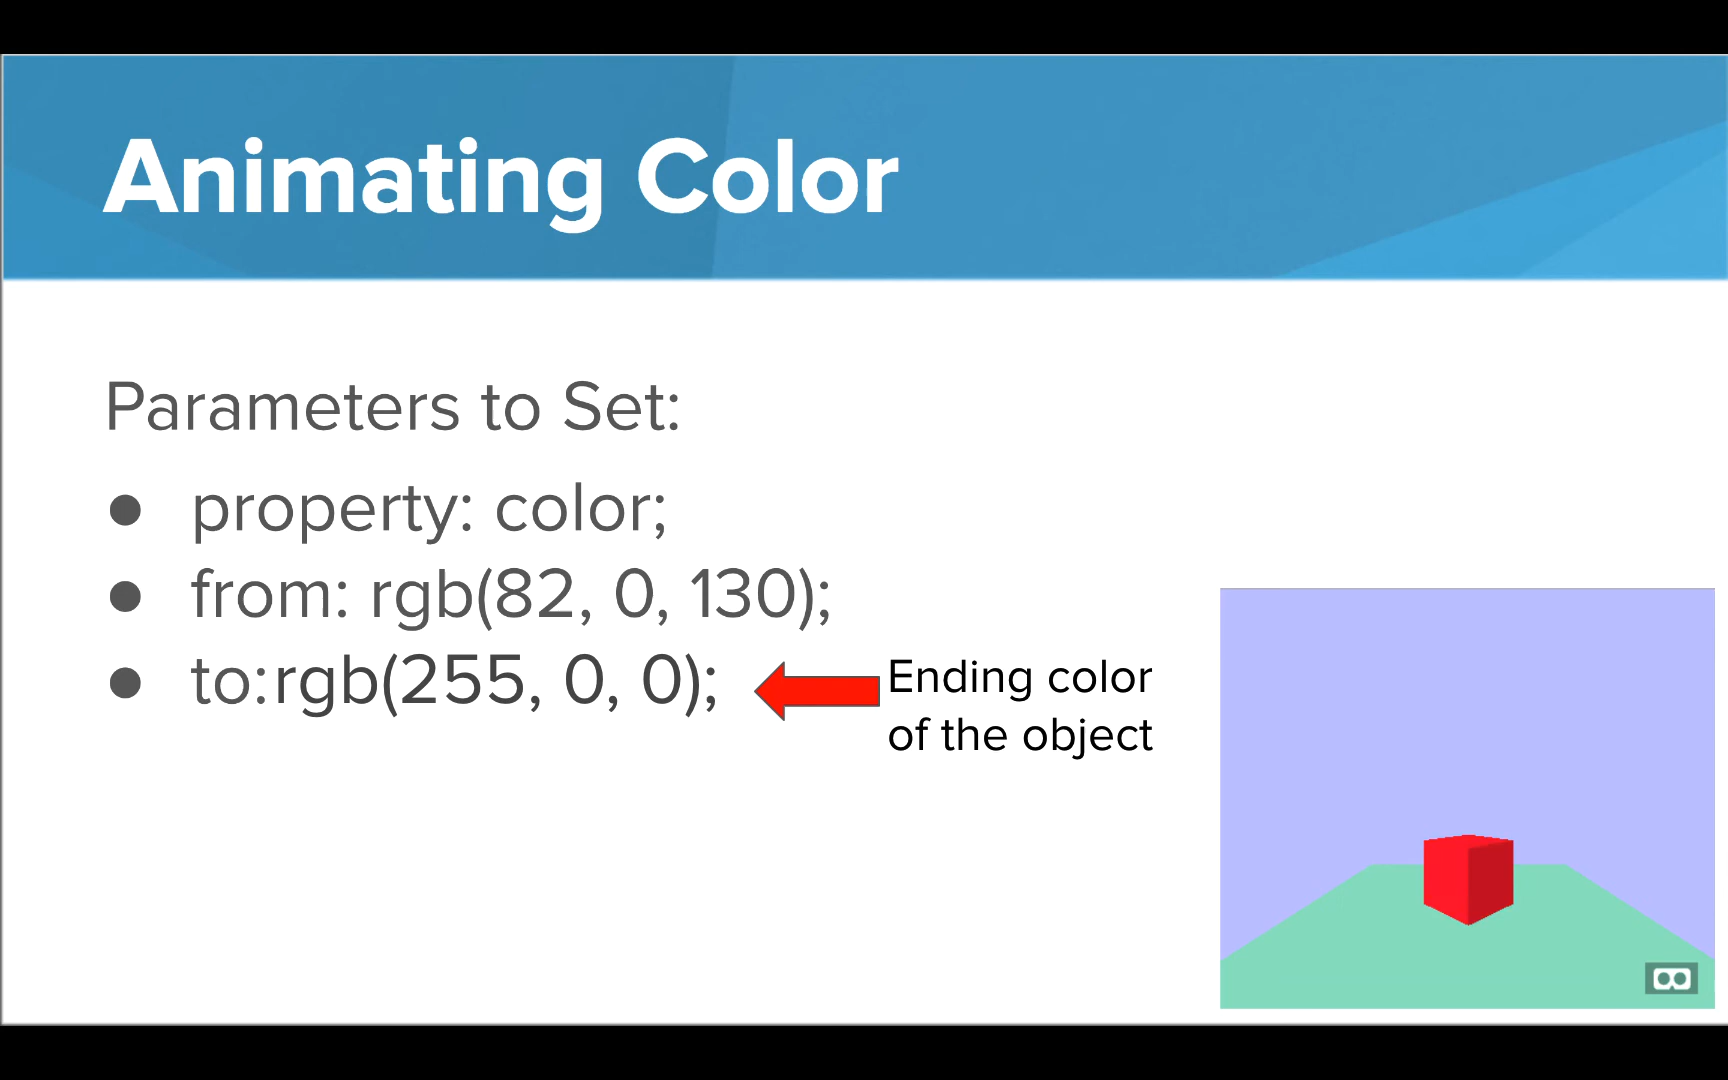 Animating Color
Parameters to Set:
● property: color;
● from: rgb(82, 0, 130);
● to:rgb(255, 0, 0);
Ending color
of the object